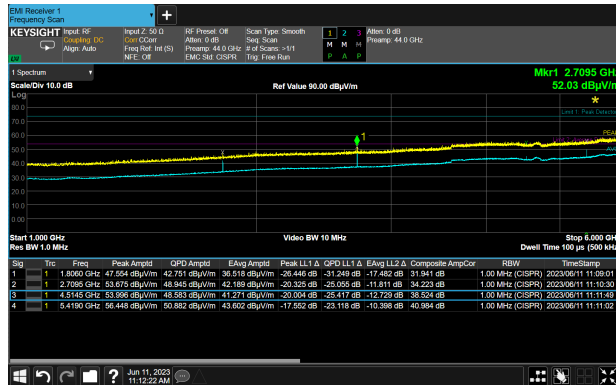 EMI Receiver 1
Frequency Scan
KEYSIGHT
Input: RF
Coupling: DC
Align: Auto
Input Z: 50 Ω
Corr CCorr
Freq Ref: Int (S)
NFE: Off
RF Preset: Off
Atten: 0 dB
Preamp: 44.0 dB
EMC Std: CISPR
Scan Type: Smooth
Seq: Scan
# of Scans: >1/1
Trig: Free Run
1 2 3
M M M
P A P
Atten: 0 dB
Preamp: 44.0 dB
1 Spectrum
Scale/Div 10.0 dB
Ref Value 90.00 dBµV/m
Mkr1 2.7095 GHz
52.03 dBµV/m
Log
80.0
70.0
60.0
50.0
40.0
30.0
20.0
10.0
0.00
Limit 1: Peak Detector
PEAK
1
Start 1.000 GHz
Res BW 1.0 MHz
Video BW 10 MHz
Stop 6.000 GHz
Dwell Time 100 µs (500 kHz)
Sig Trc Freq Peak Amptd QPD Amptd EAvg Amptd Peak LL1 Δ QPD LL1 Δ EAvg LL2 Δ Composite AmpCor RBW TimeStamp
1 1 1.8060 GHz 47.554 dBµV/m 42.751 dBµV/m 36.518 dBµV/m -26.446 dB -31.249 dB -17.482 dB 31.941 dB 1.00 MHz (CISPR) 2023/06/11 11:09:01
2 1 2.7095 GHz 53.675 dBµV/m 48.945 dBµV/m 42.189 dBµV/m -20.325 dB -25.055 dB -11.811 dB 34.223 dB 1.00 MHz (CISPR) 2023/06/11 11:10:30
3 1 4.5145 GHz 53.996 dBµV/m 48.583 dBµV/m 41.271 dBµV/m -20.004 dB -25.417 dB -12.729 dB 38.524 dB 1.00 MHz (CISPR) 2023/06/11 11:11:49
4 1 5.4190 GHz 56.448 dBµV/m 50.882 dBµV/m 43.602 dBµV/m -17.552 dB -23.118 dB -10.398 dB 40.984 dB 1.00 MHz (CISPR) 2023/06/11 11:11:02
Jun 11, 2023
11:12:22 AM